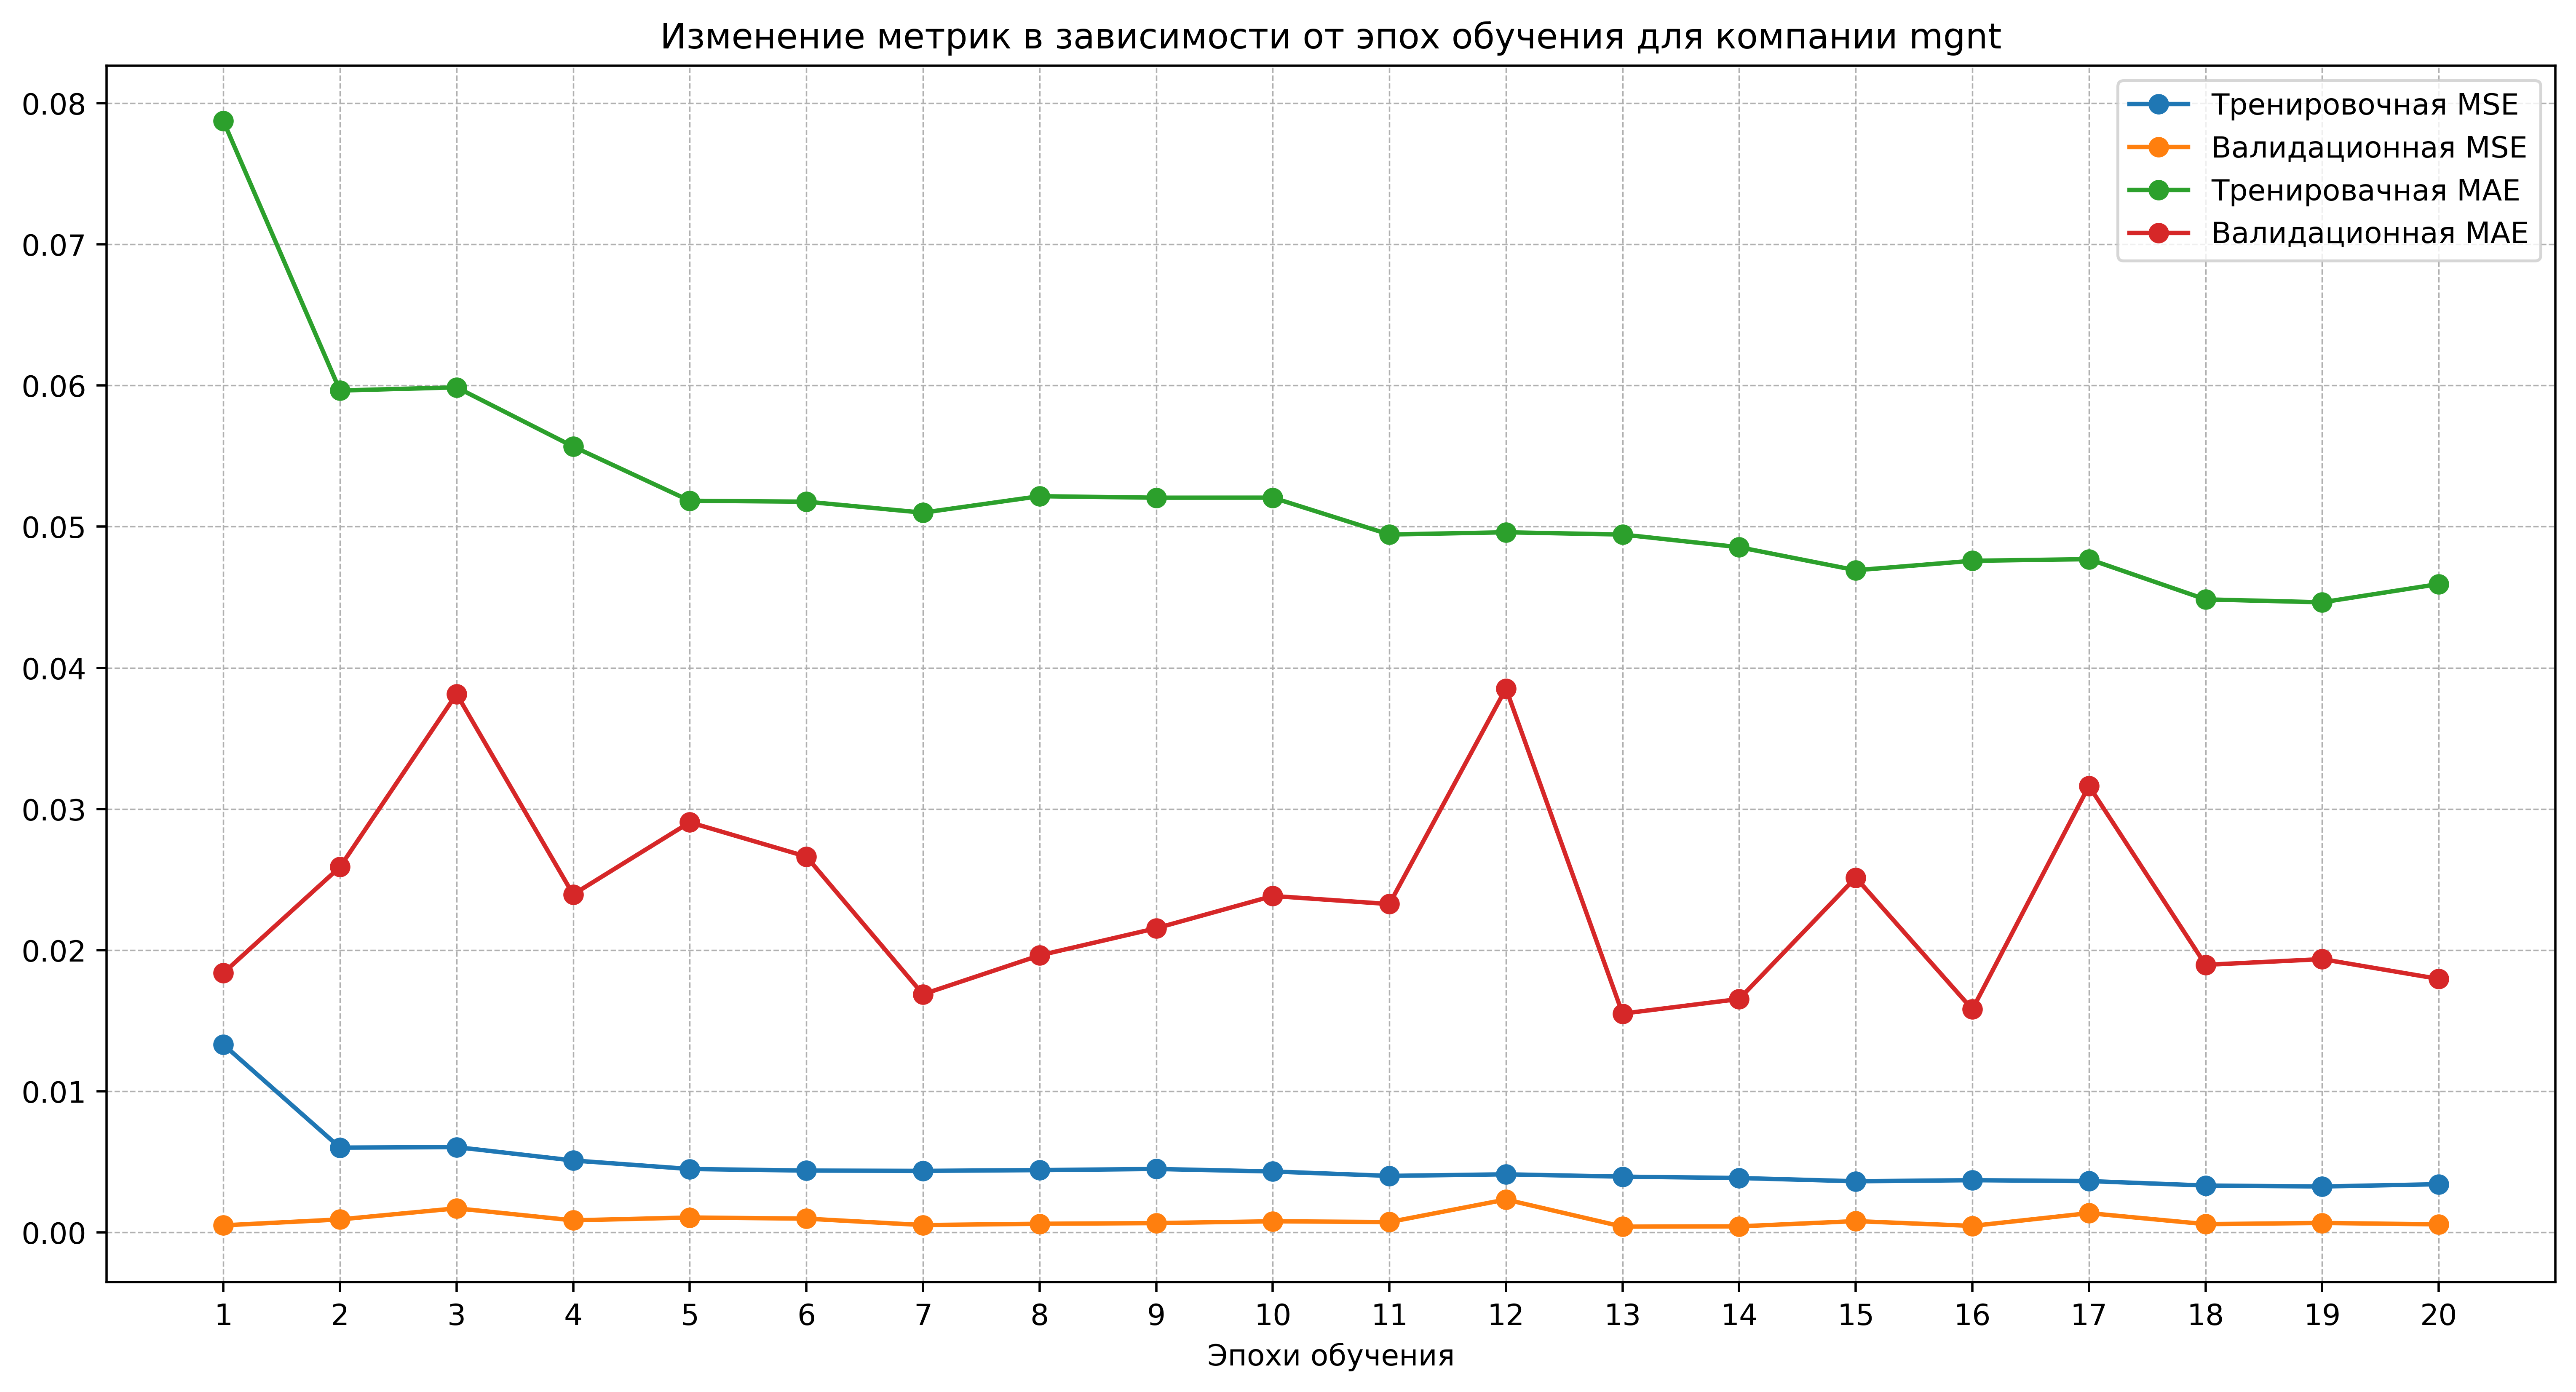 Изменение метрик в зависимости от эпох обучения для компании mgnt
Тренировочная MSE
Валидационная MSE
Тренировачная MAE
Валидационная MAE
0.08
0.07
0.06
0.05
0.04
0.03
0.02
0.01
0.00
1 2 3 4 5 6 7 8 9 10 11 12 13 14 15 16 17 18 19 20
Эпохи обучения